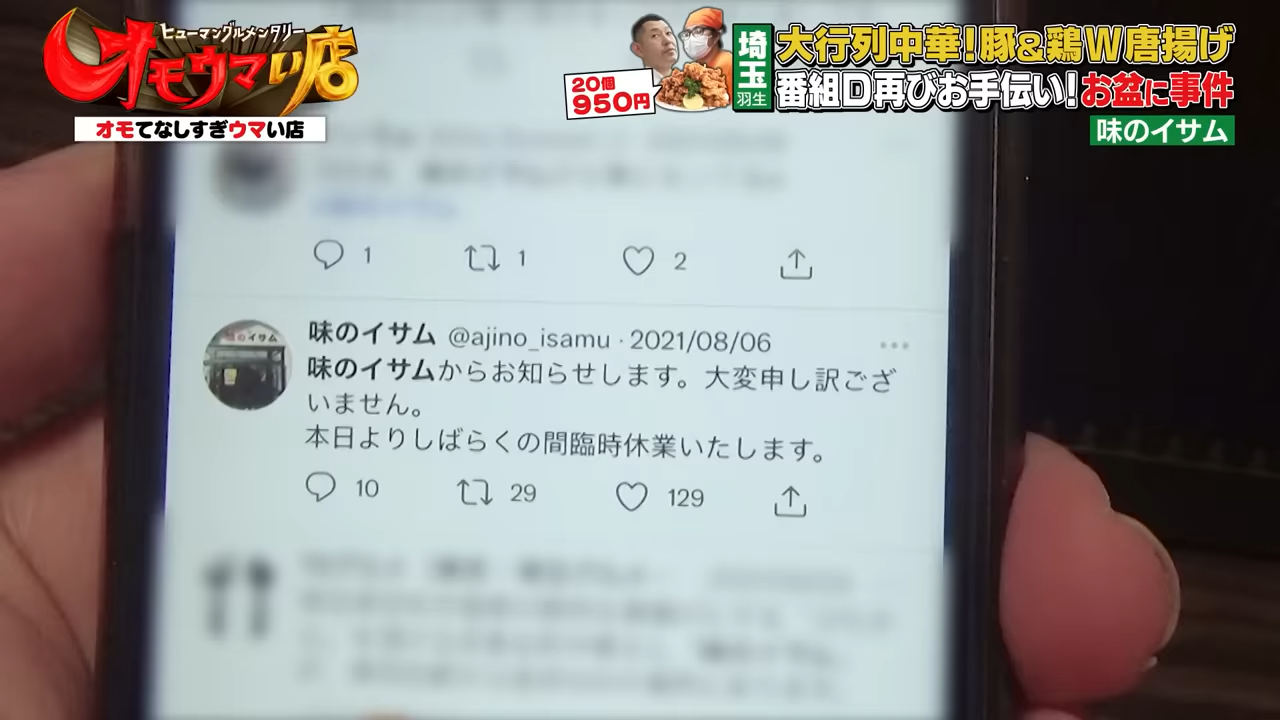 ヒューマングルメンタリー
オモウマい店
オモてなしすぎウマい店
20個
950円
埼玉
羽生
大行列中華!豚&鶏W唐揚げ
番組D再びお手伝い!お盆に事件
味のイサム
1 1 2
味のイサム
味のイサム @ajino_isamu · 2021/08/06
味のイサムからお知らせします。大変申し訳ござ
いません。
本日よりしばらくの間臨時休業いたします。
10 29 129